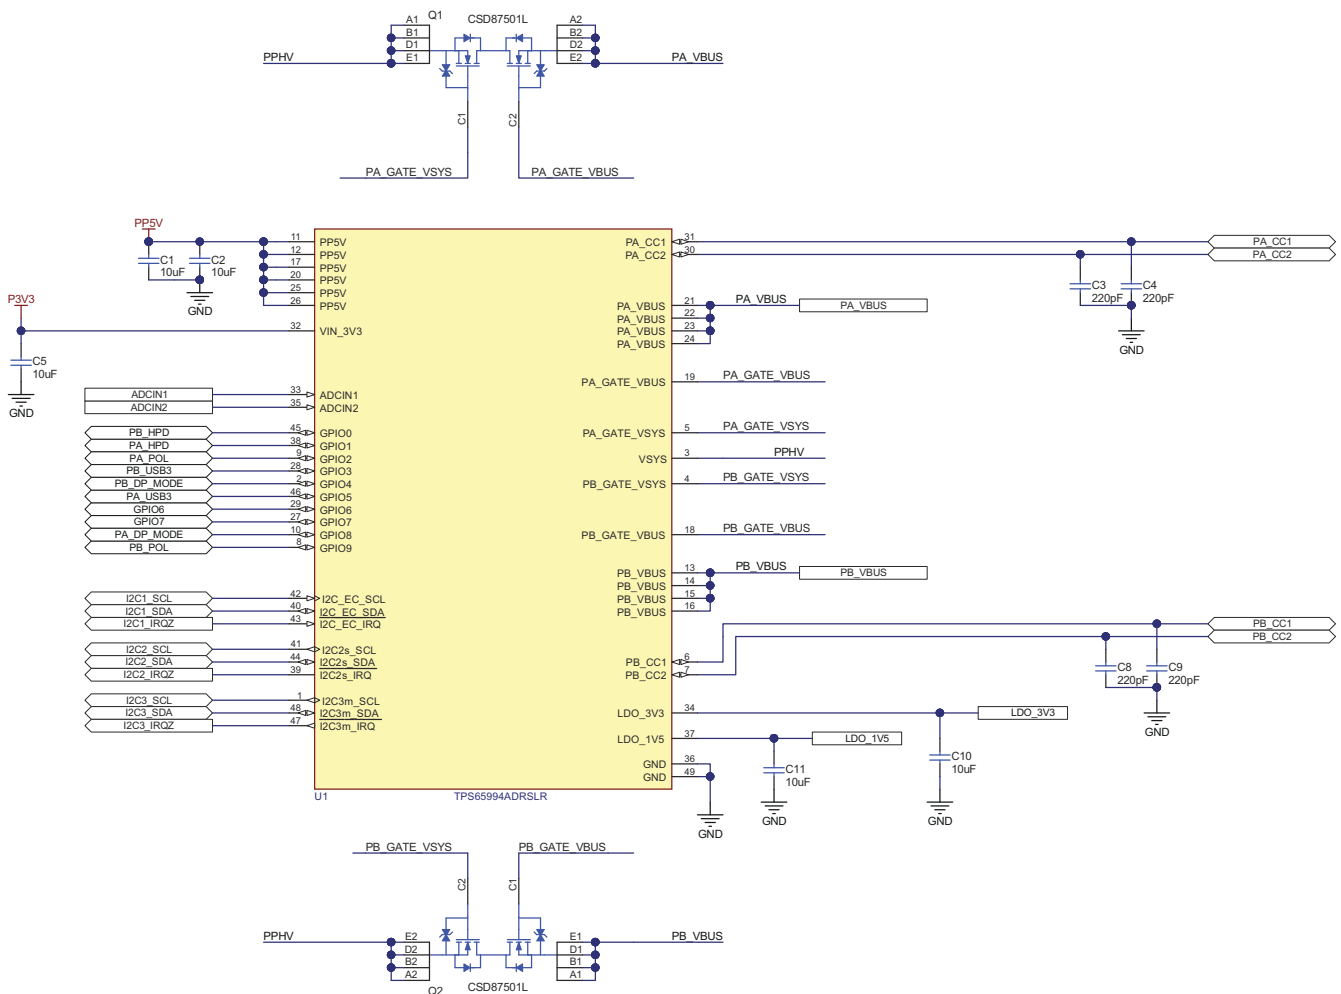 A1 Q1 CSD87501L A2
B1 B2
D1 D2
PPHV E1 E2 PA_VBUS
C1 C2
PA_GATE_VSYS PA_GATE_VBUS
PP5V
P3V3
C1 10uF
C2 10uF
GND
C5 10uF
GND
11 PP5V
12 PP5V
17 PP5V
20 PP5V
25 PP5V
26 PP5V
32 VIN_3V3
ADCIN1 33 ADCIN1
ADCIN2 35 ADCIN2
PB_HPD 45 GPIO0
PA_HPD 38 GPIO1
PA_POL 9 GPIO2
PB_USB3 28 GPIO3
PB_DP_MODE 2 GPIO4
PA_USB3 46 GPIO5
GPIO6 29 GPIO6
GPIO7 27 GPIO7
PA_DP_MODE 10 GPIO8
PB_POL 8 GPIO9
I2C1_SCL 42 I2C_EC_SCL
I2C1_SDA 40 I2C_EC_SDA
I2C1_IRQZ 43 I2C_EC_IRQ
I2C2_SCL 41 I2C2s_SCL
I2C2_SDA 44 I2C2s_SDA
I2C2_IRQZ 39 I2C2s_IRQ
I2C3_SCL 1 I2C3m_SCL
I2C3_SDA 48 I2C3m_SDA
I2C3_IRQZ 47 I2C3m_IRQ
PA_CC1 31 PA_CC1
PA_CC2 30 PA_CC2
C3 220pF
C4 220pF
GND
PA_VBUS 21 PA_VBUS PA_VBUS
PA_VBUS 22
PA_VBUS 23
PA_VBUS 24
PA_GATE_VBUS 19 PA_GATE_VBUS
PA_GATE_VSYS 5 PA_GATE_VSYS
VSYS 3 PPHV
PB_GATE_VSYS 4 PB_GATE_VSYS
PB_GATE_VBUS 18 PB_GATE_VBUS
PB_VBUS 13 PB_VBUS PB_VBUS
PB_VBUS 14
PB_VBUS 15
PB_VBUS 16
PB_CC1 6 PB_CC1
PB_CC2 7 PB_CC2
C8 220pF
C9 220pF
GND
LDO_3V3 34 LDO_3V3
LDO_1V5 37 LDO_1V5
C10 10uF
C11 10uF
GND
GND
GND 36
GND 49
GND
U1 TPS65994ADRSLR
PB_GATE_VSYS PB_GATE_VBUS
C2 C1
PPHV E2 E1 PB_VBUS
D2 D1
B2 B1
A2 A1
Q2 CSD87501L